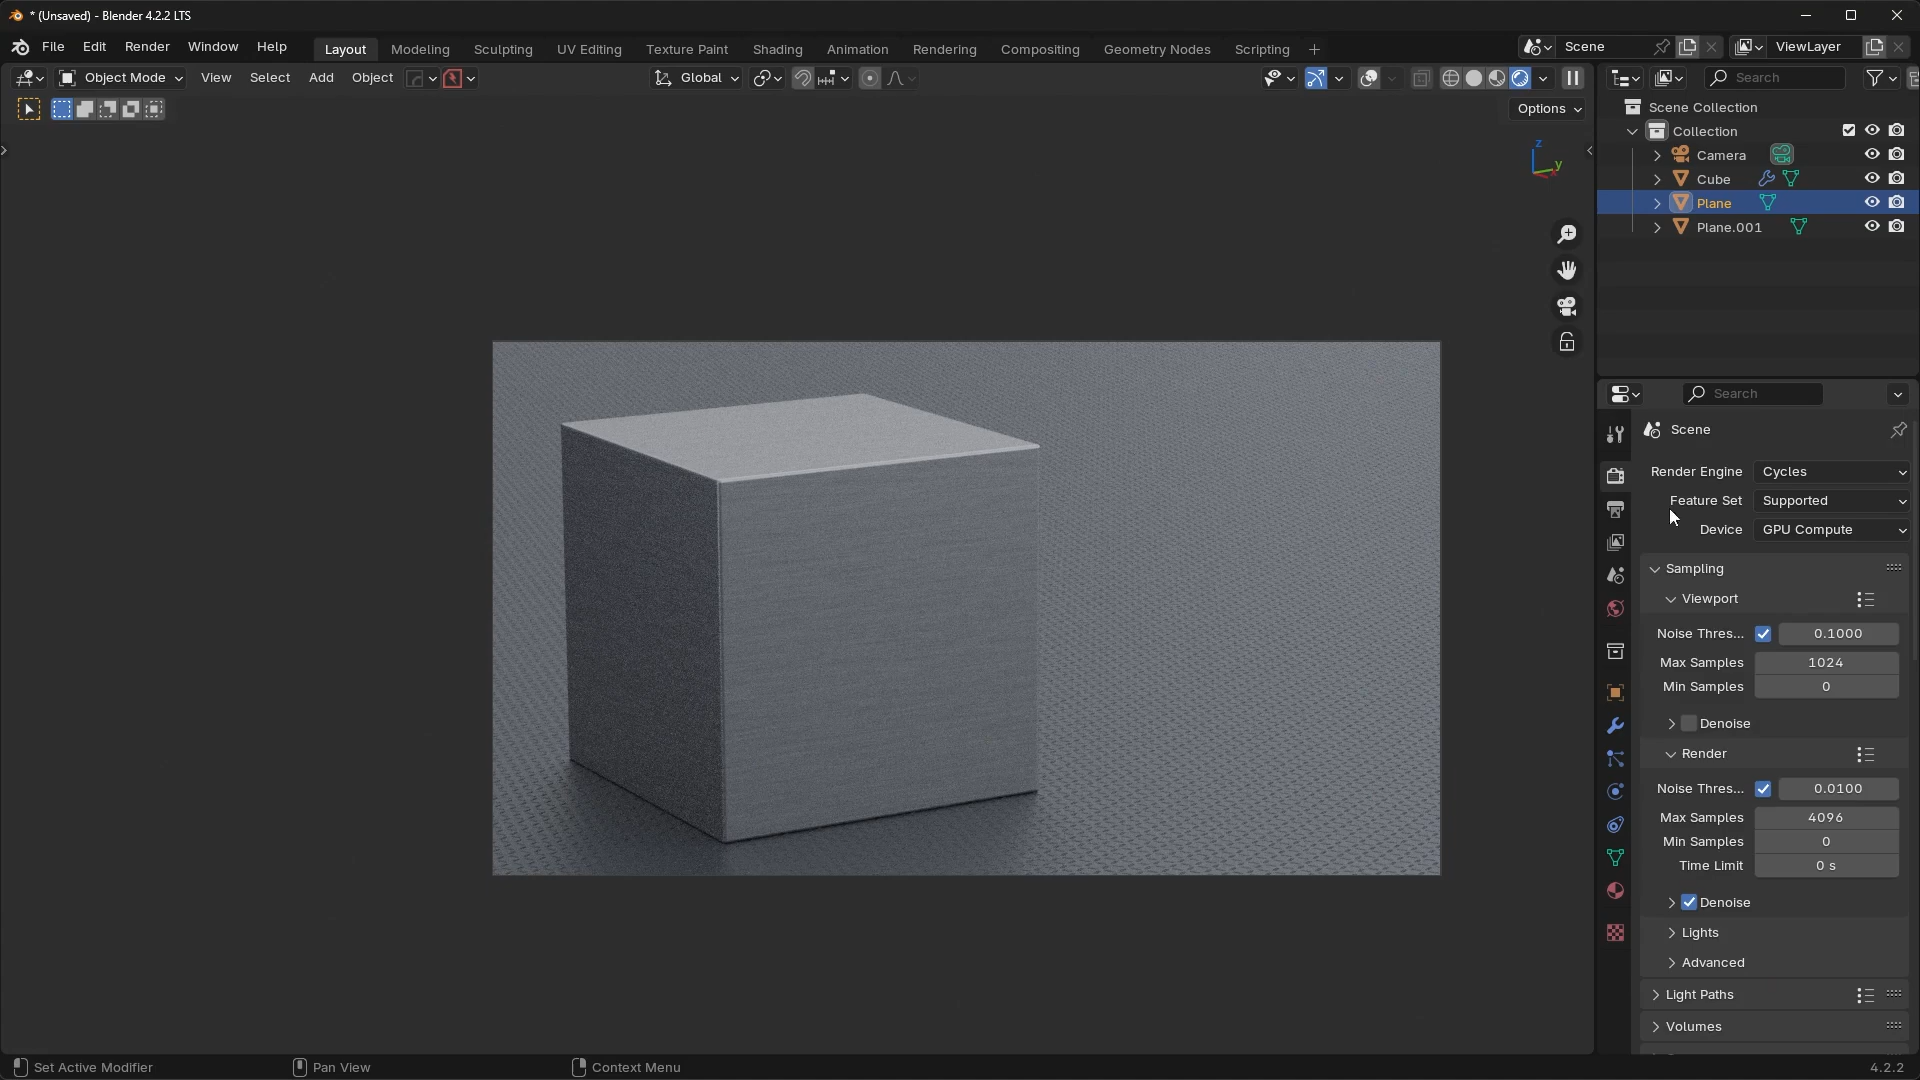 * (Unsaved) - Blender 4.2.2 LTS
File Edit Render Window Help Layout Modeling Sculpting UV Editing Texture Paint Shading Animation Rendering Compositing Geometry Nodes Scripting + Scene ViewLayer
Object Mode View Select Add Object Global Search
Options
Scene Collection
Collection
Camera
Cube
Plane
Plane.001
z
y
x
Search
Scene
Render Engine Cycles
Feature Set Supported
Device GPU Compute
Sampling
Viewport
Noise Thres... 0.1000
Max Samples 1024
Min Samples 0
Denoise
Render
Noise Thres... 0.0100
Max Samples 4096
Min Samples 0
Time Limit 0 s
Denoise
Lights
Advanced
Light Paths
Volumes
Set Active Modifier Pan View Context Menu 4.2.2